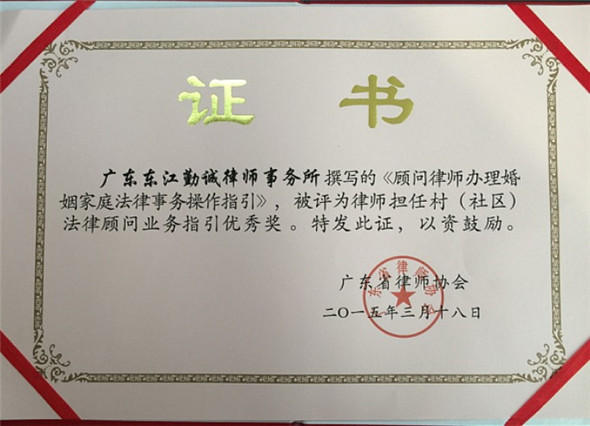 证书
广东东江勤诚律师事务所撰写的《顾问律师办理婚
姻家庭法律事务操作指引》，被评为律师担任村（社区）
法律顾问业务指引优秀奖。特发此证，以资鼓励。
广东省律师协会
二〇一五年三月十八日